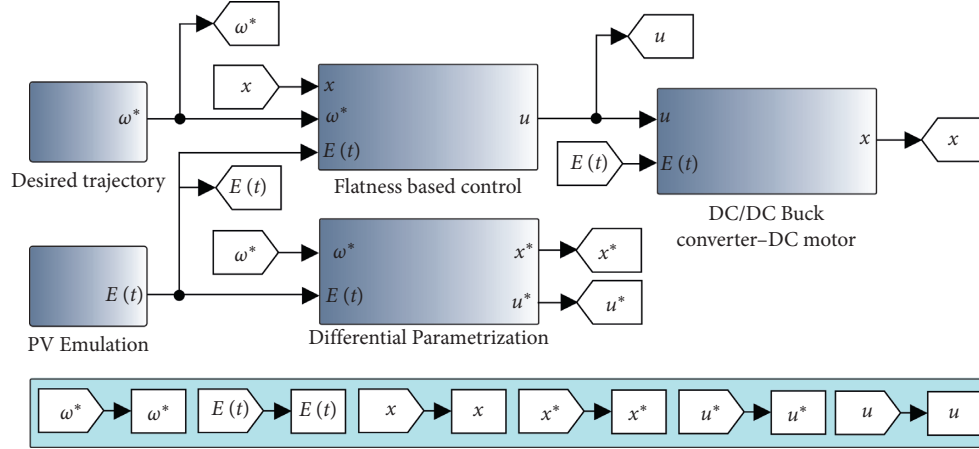 ω*
u
x
x
ω*
E (t)
u
ω*
Desired trajectory
Flatness based control
u
E (t)
x
x
DC/DC Buck
converter–DC motor
E (t)
ω*
ω*
E (t)
x*
u*
x*
u*
Differential Parametrization
E (t)
PV Emulation
ω* ω* E (t) E (t) x x x* x* u* u* u u